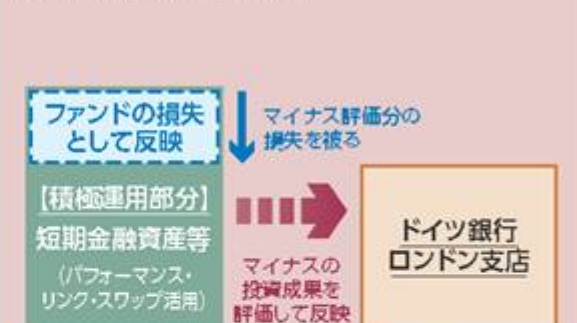 ファンドの損失
として反映
マイナス評価分の
損失を被る
【積極運用部分】
短期金融資産等
(パフォーマンス・
リンク・スワップ活用)
マイナスの
投資成果を
評価して反映
ドイツ銀行
ロンドン支店